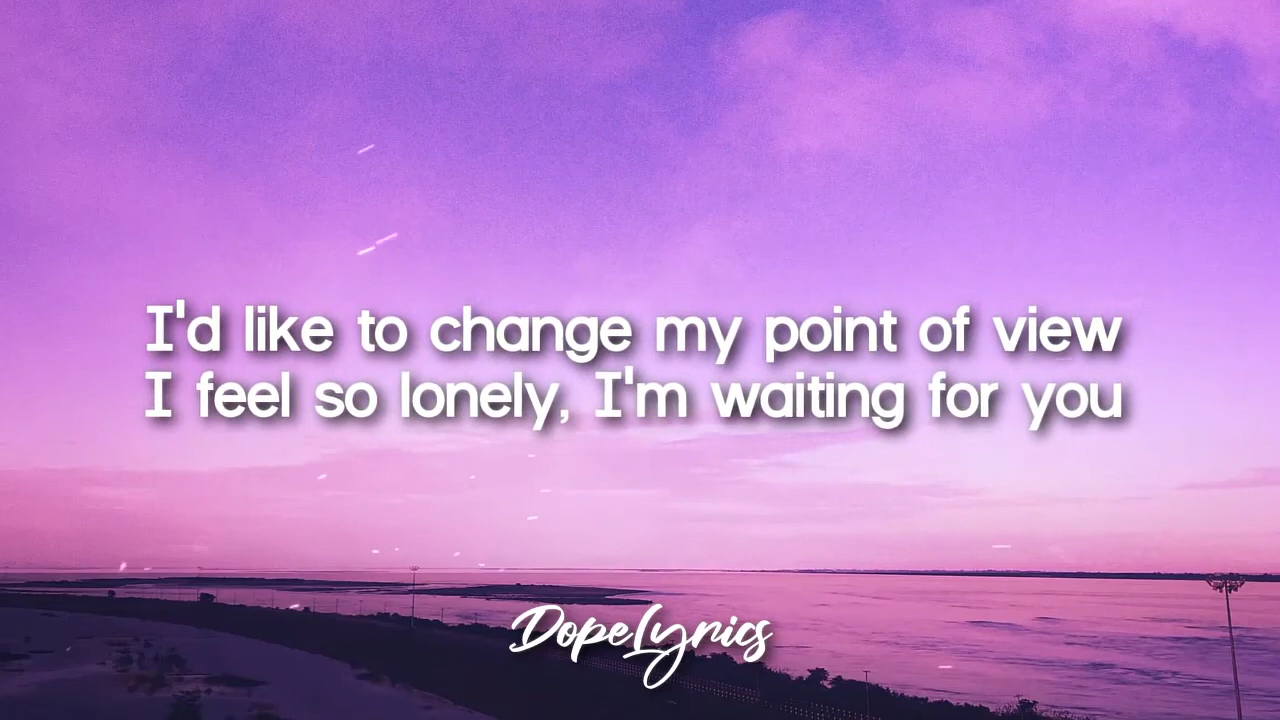 I'd like to change my point of view
I feel so lonely, I'm waiting for you
DopeLyrics